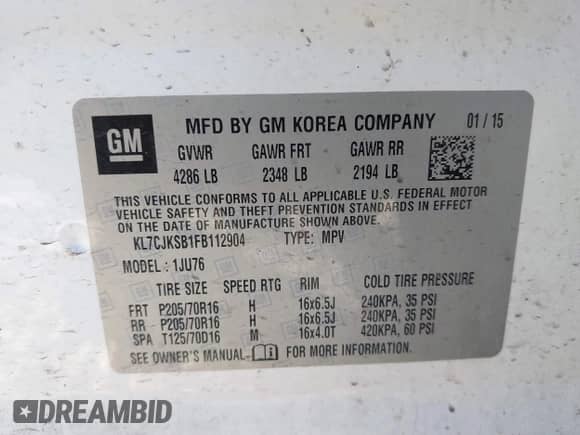 GM
MFD BY GM KOREA COMPANY 01 / 15
GVWR GAWR FRT GAWR RR
4286 LB 2348 LB 2194 LB
THIS VEHICLE CONFORMS TO ALL APPLICABLE U.S. FEDERAL MOTOR
VEHICLE SAFETY AND THEFT PREVENTION STANDARDS IN EFFECT ON
THE DATE OF MANUFACTURE SHOWN ABOVE.
KL7CJKSB1FB112904 TYPE: MPV
MODEL : 1JU76
TIRE SIZE SPEED RTG RIM COLD TIRE PRESSURE
FRT P205/70R16 H 16x6.5J 240KPA, 35 PSI
RR - P205/70R16 H 16x6.5J 240KPA, 35 PSI
SPA T125/70D16 M 16x4.0T 420KPA, 60 PSI
SEE OWNER'S MANUAL FOR MORE INFORMATION.
DREAMBID